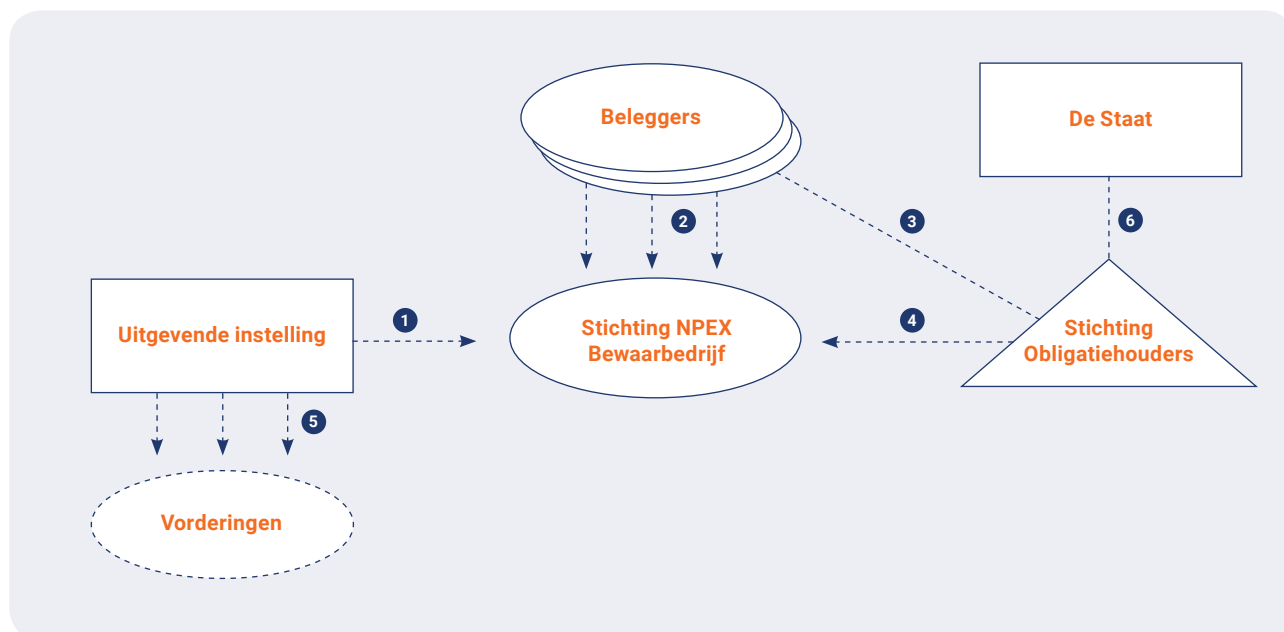 Beleggers
De Staat
2
3
6
Uitgevende instelling
1
Stichting NPEX
Bewaarbedrijf
4
Stichting
Obligatiehouders
5
Vorderingen